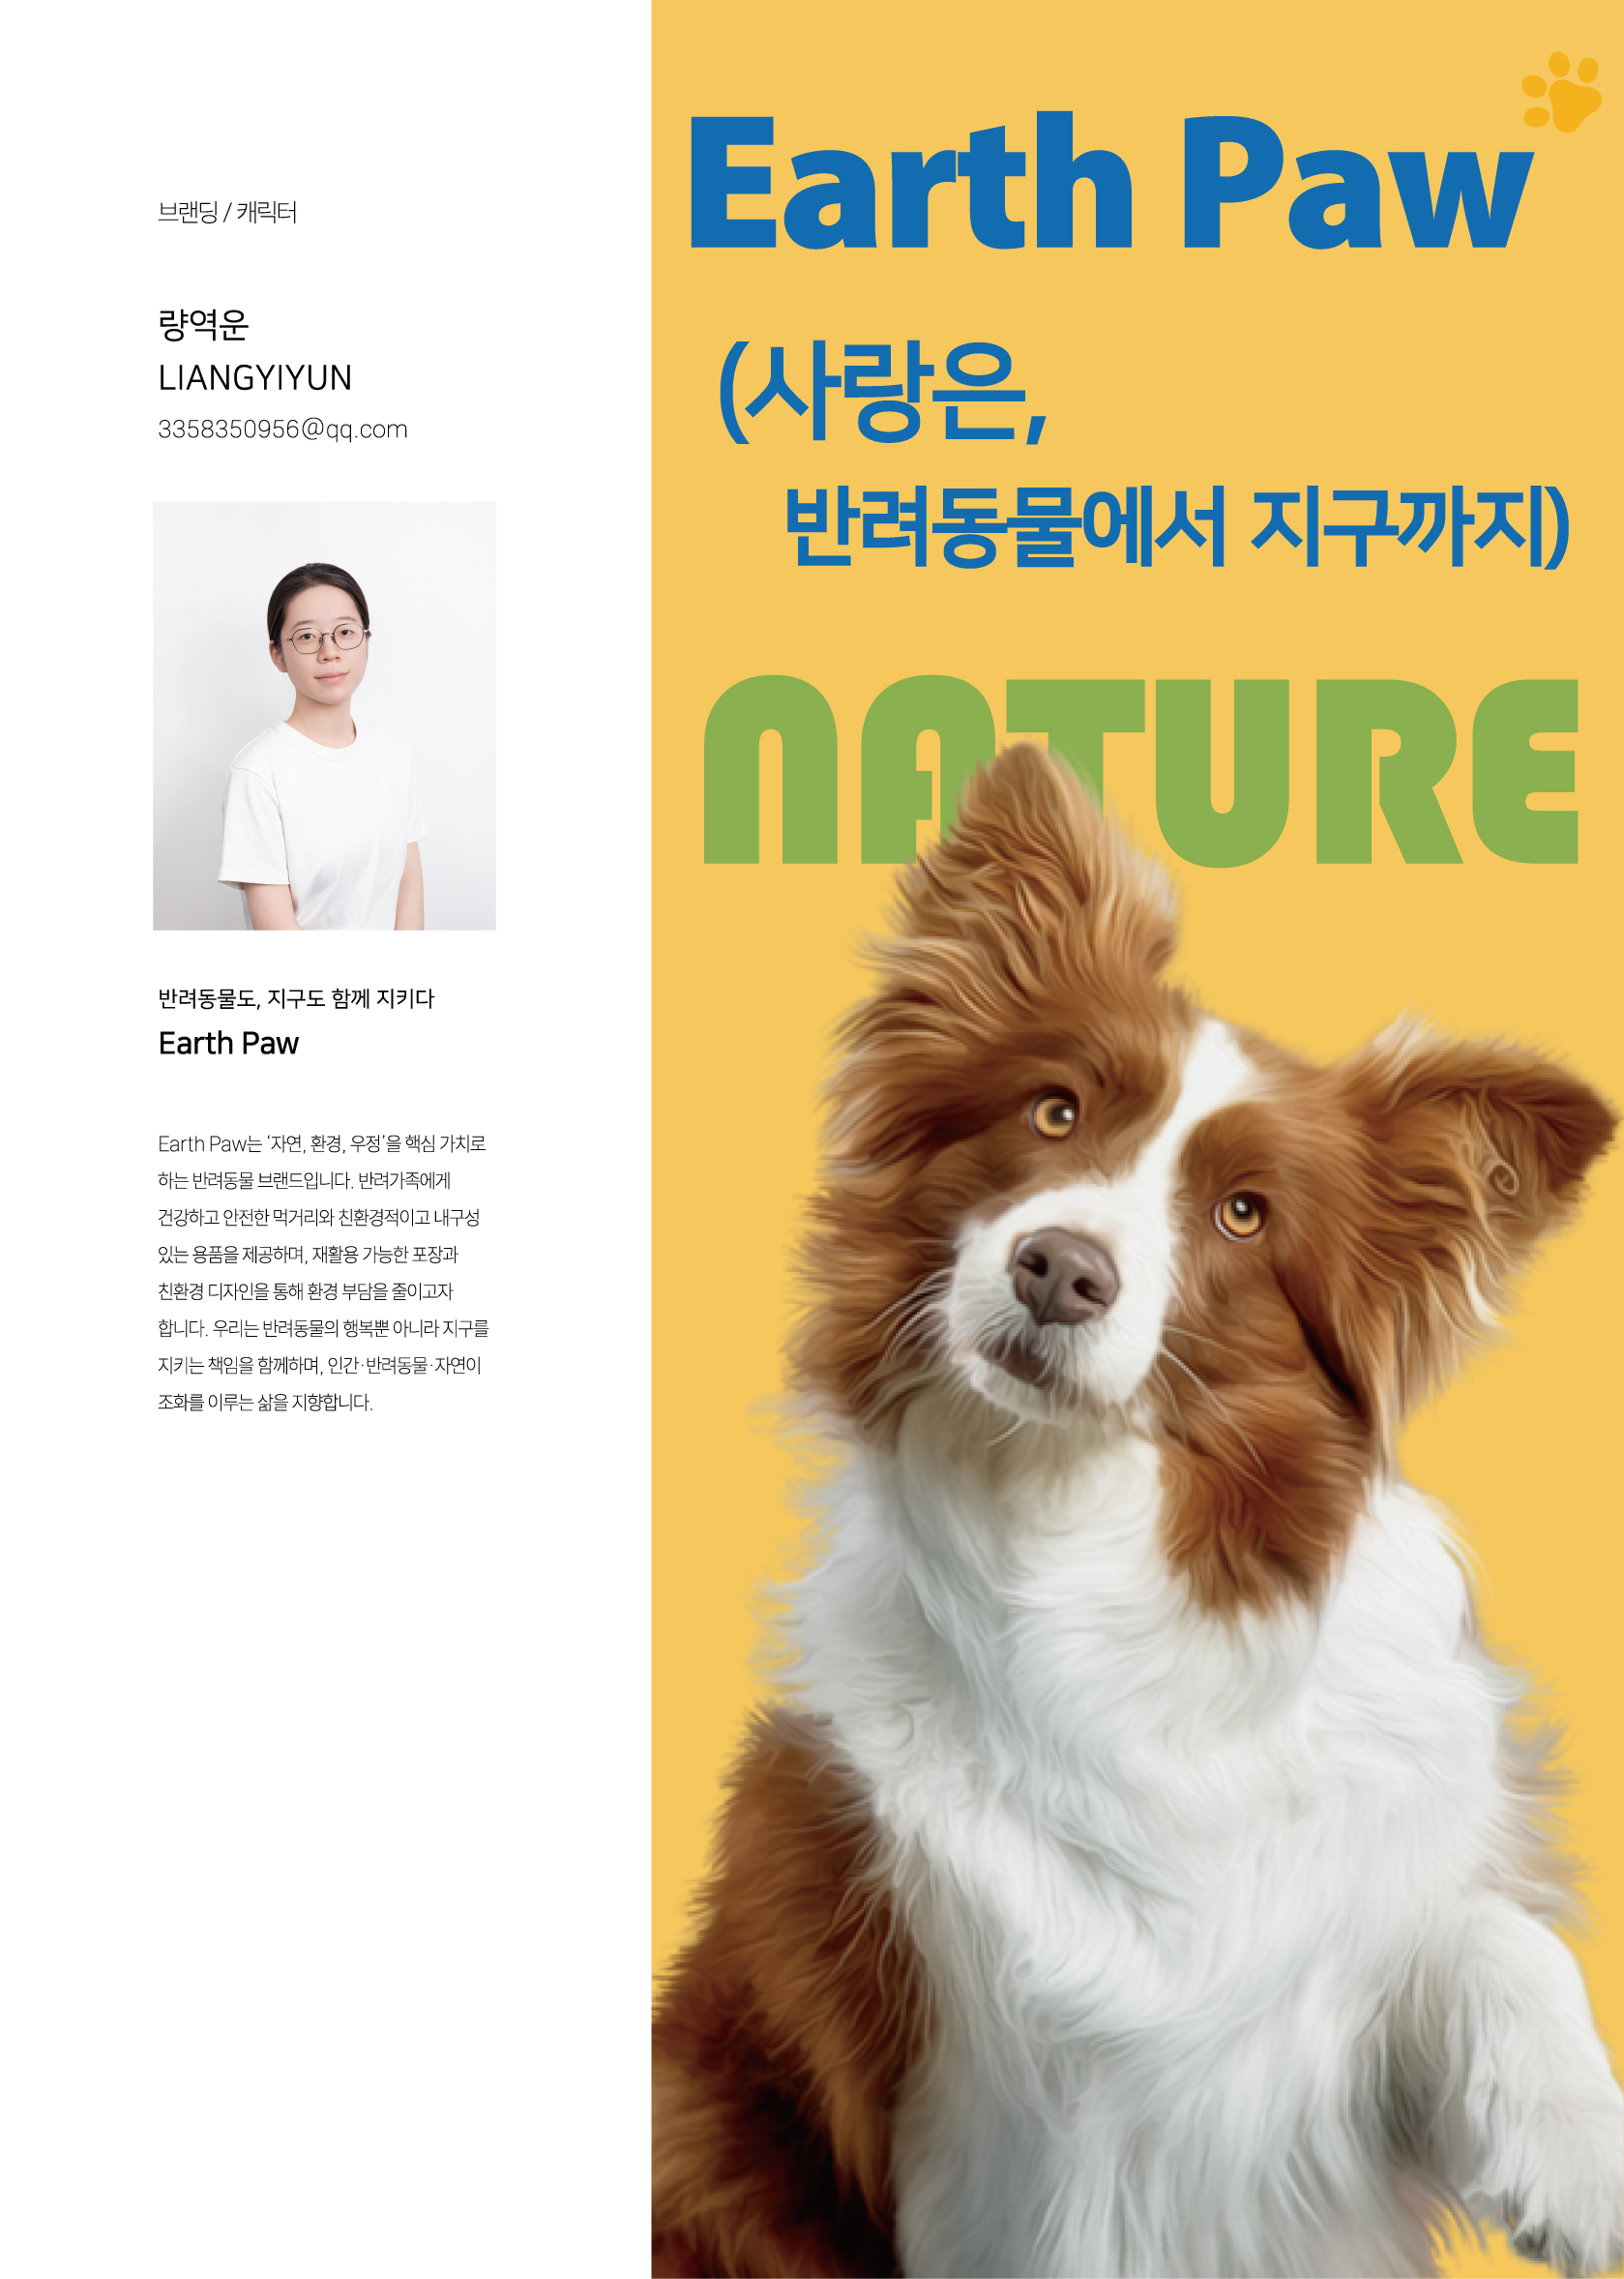 브랜딩 / 캐릭터
량역운
LIANGYIYUN
3358350956@qq.com
반려동물도, 지구도 함께 지키다
Earth Paw
Earth Paw는 ‘자연, 환경, 우정’을 핵심 가치로
하는 반려동물 브랜드입니다. 반려가족에게
건강하고 안전한 먹거리와 친환경적이고 내구성
있는 용품을 제공하며, 재활용 가능한 포장과
친환경 디자인을 통해 환경 부담을 줄이고자
합니다. 우리는 반려동물의 행복뿐 아니라 지구를
지키는 책임을 함께하며, 인간·반려동물·자연이
조화를 이루는 삶을 지향합니다.
Earth Paw
(사랑은,
반려동물에서 지구까지)
NATURE